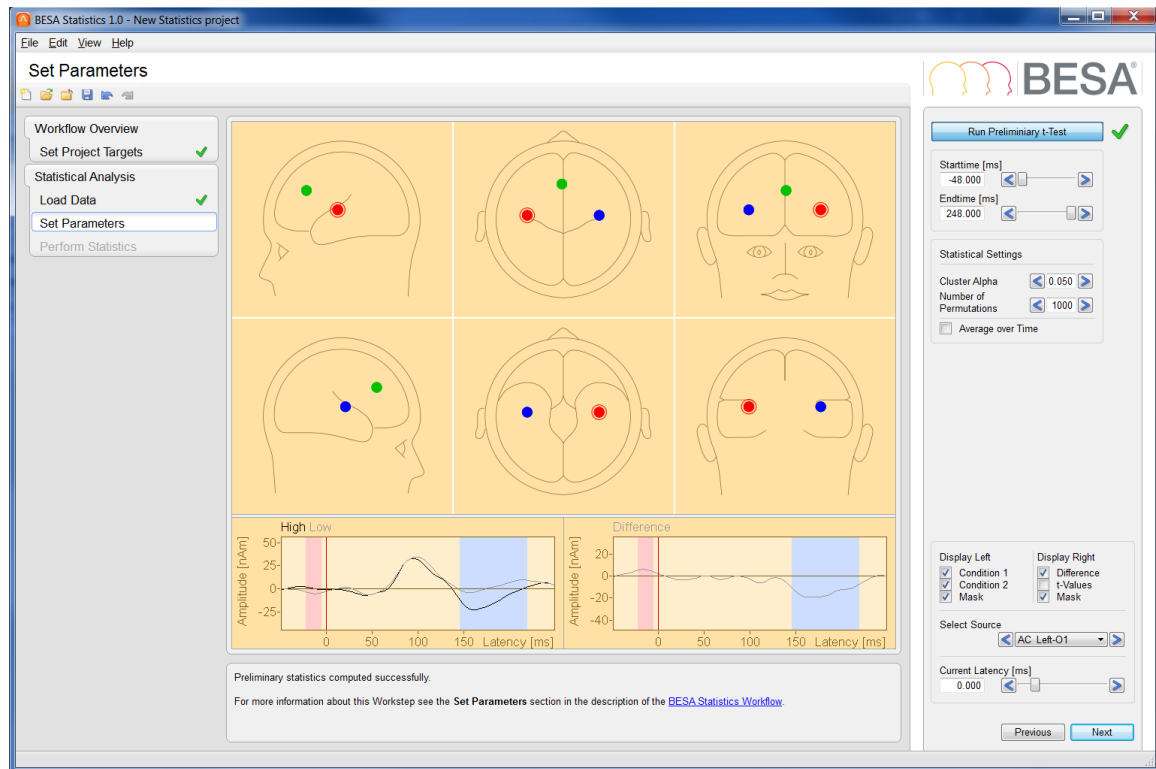 BESA Statistics 1.0 - New Statistics project
File Edit View Help
Set Parameters
BESA®
Workflow Overview
Set Project Targets
Statistical Analysis
Load Data
Set Parameters
Perform Statistics
Run Preliminiary t-Test
Starttime [ms]
-48.000
Endtime [ms]
248.000
Statistical Settings
Cluster Alpha 0.050
Number of
Permutations 1000
Average over Time
High Low
Amplitude [nAm]
50
25
0
-25
0 50 100 150 Latency [ms]
Difference
Amplitude [nAm]
20
0
-20
-40
0 50 100 150 Latency [ms]
Display Left Display Right
Condition 1 Difference
Condition 2 t-Values
Mask Mask
Select Source
AC_Left-O1
Current Latency [ms]
0.000
Preliminary statistics computed successfully.
For more information about this Workstep see the Set Parameters section in the description of the BESA Statistics Workflow.
Previous Next